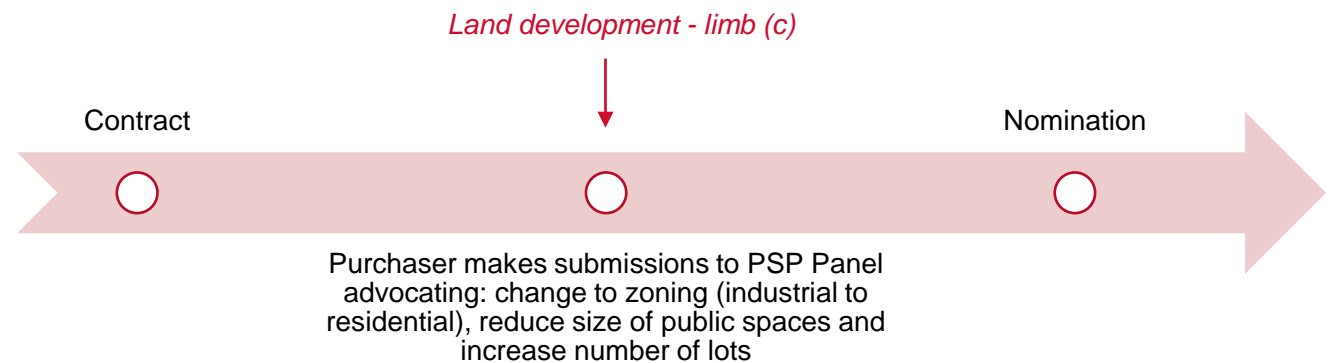 Land development - limb (c)
Contract
Nomination
Purchaser makes submissions to PSP Panel
advocating: change to zoning (industrial to
residential), reduce size of public spaces and
increase number of lots